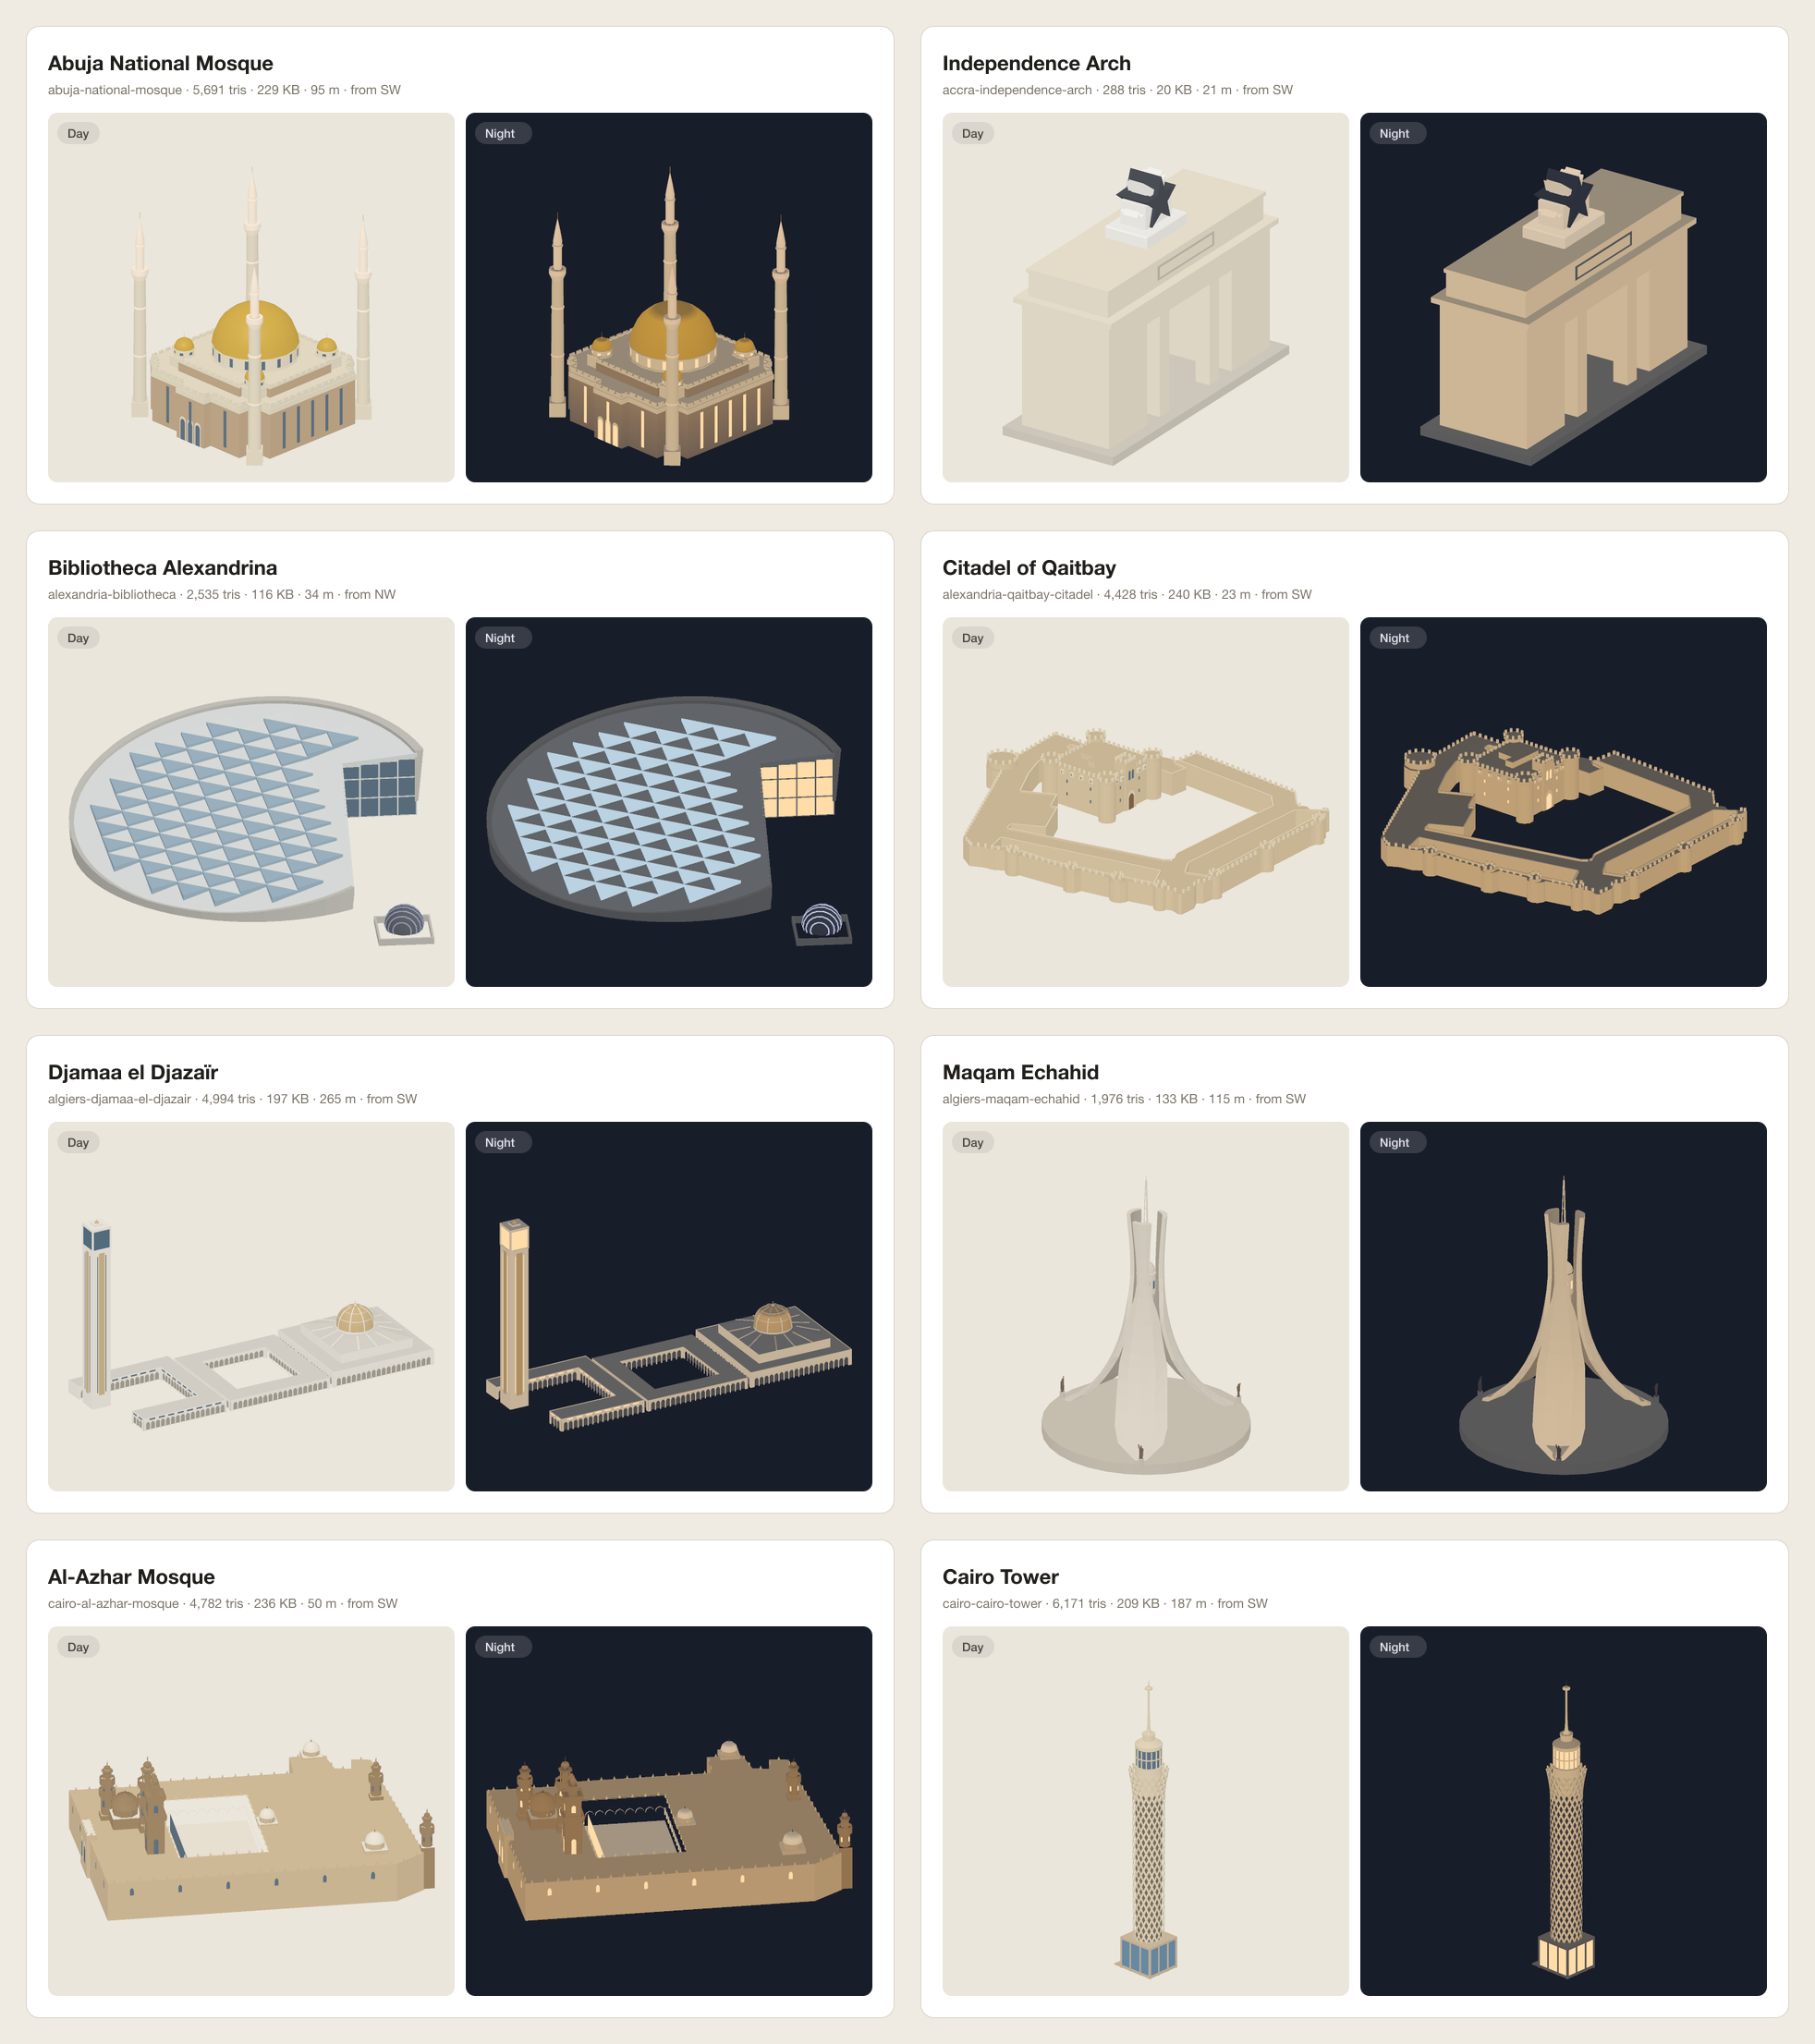 Abuja National Mosque
abuja-national-mosque · 5,691 tris · 229 KB · 95 m · from SW
Day
Night
Independence Arch
accra-independence-arch · 288 tris · 20 KB · 21 m · from SW
Day
Night
Bibliotheca Alexandrina
alexandria-bibliotheca · 2,535 tris · 116 KB · 34 m · from NW
Day
Night
Citadel of Qaitbay
alexandria-qaitbay-citadel · 4,428 tris · 240 KB · 23 m · from SW
Day
Night
Djamaa el Djazaïr
algiers-djamaa-el-djazair · 4,994 tris · 197 KB · 265 m · from SW
Day
Night
Maqam Echahid
algiers-maqam-echahid · 1,976 tris · 133 KB · 115 m · from SW
Day
Night
Al-Azhar Mosque
cairo-al-azhar-mosque · 4,782 tris · 236 KB · 50 m · from SW
Day
Night
Cairo Tower
cairo-cairo-tower · 6,171 tris · 209 KB · 187 m · from SW
Day
Night